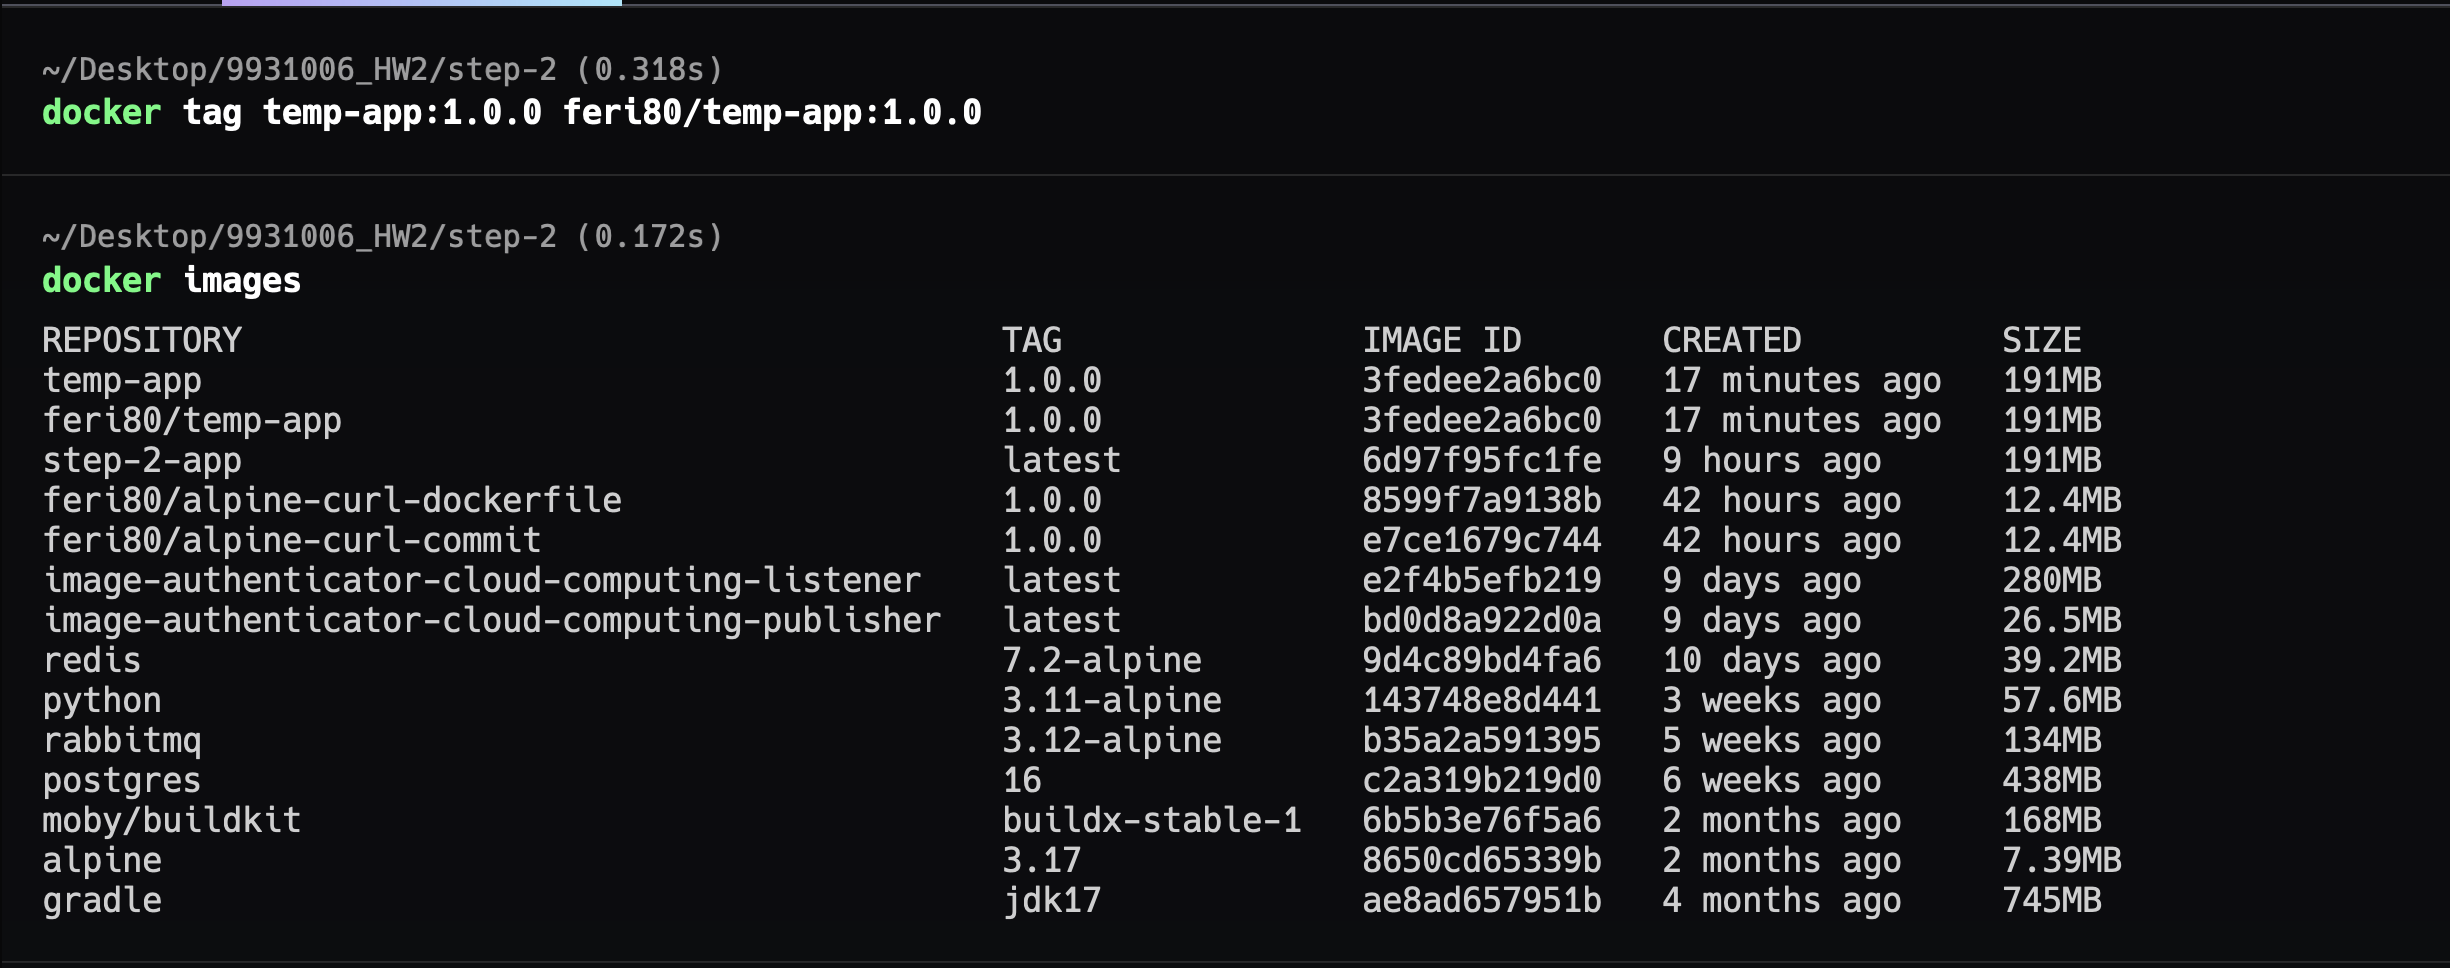 ~/Desktop/9931006_HW2/step-2 (0.318s)
docker tag temp-app:1.0.0 feri80/temp-app:1.0.0
~/Desktop/9931006_HW2/step-2 (0.172s)
docker images
REPOSITORY TAG IMAGE ID CREATED SIZE
temp-app 1.0.0 3fedee2a6bc0 17 minutes ago 191MB
feri80/temp-app 1.0.0 3fedee2a6bc0 17 minutes ago 191MB
step-2-app latest 6d97f95fc1fe 9 hours ago 191MB
feri80/alpine-curl-dockerfile 1.0.0 8599f7a9138b 42 hours ago 12.4MB
feri80/alpine-curl-commit 1.0.0 e7ce1679c744 42 hours ago 12.4MB
image-authenticator-cloud-computing-listener latest e2f4b5efb219 9 days ago 280MB
image-authenticator-cloud-computing-publisher latest bd0d8a922d0a 9 days ago 26.5MB
redis 7.2-alpine 9d4c89bd4fa6 10 days ago 39.2MB
python 3.11-alpine 143748e8d441 3 weeks ago 57.6MB
rabbitmq 3.12-alpine b35a2a591395 5 weeks ago 134MB
postgres 16 c2a319b219d0 6 weeks ago 438MB
moby/buildkit buildx-stable-1 6b5b3e76f5a6 2 months ago 168MB
alpine 3.17 8650cd65339b 2 months ago 7.39MB
gradle jdk17 ae8ad657951b 4 months ago 745MB